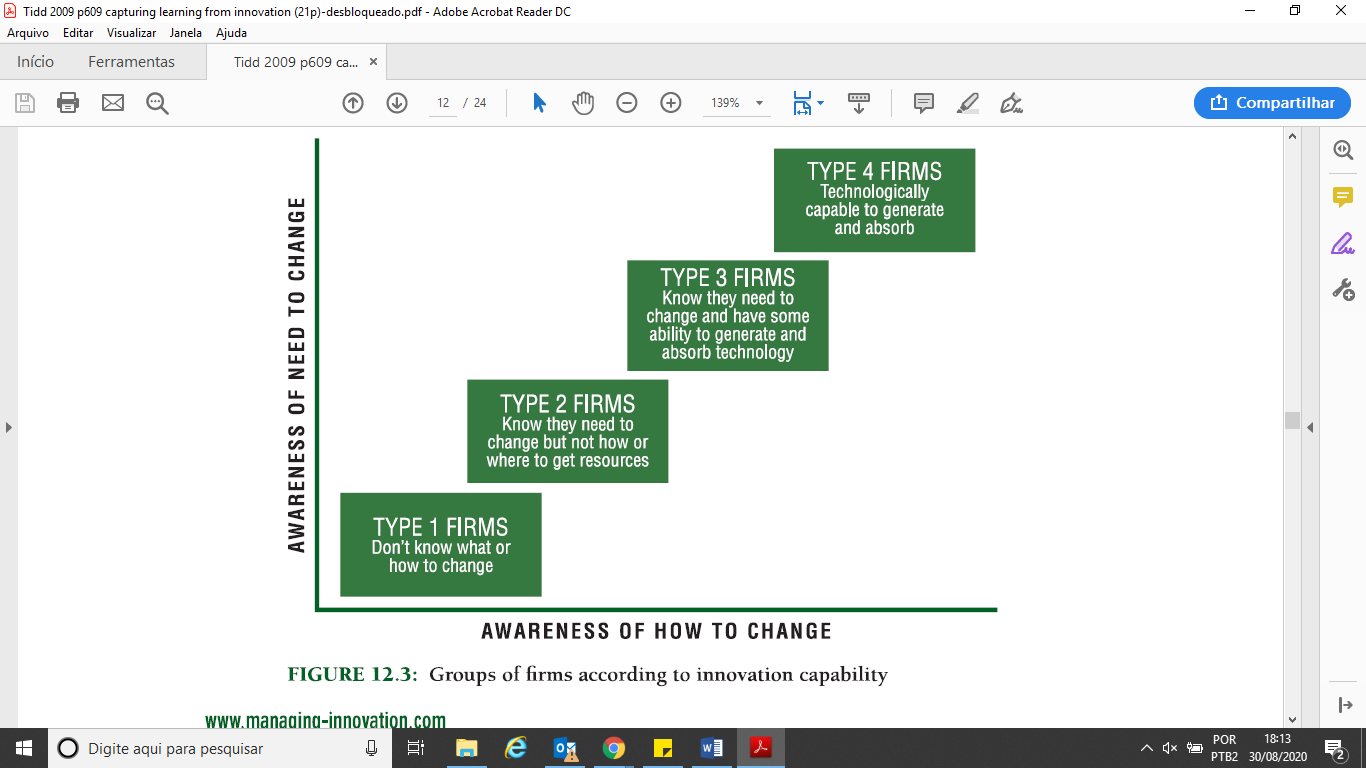 Tidd 2009 p609 capturing learning from innovation (21p)-desbloqueado.pdf - Adobe Acrobat Reader DC
Arquivo Editar Visualizar Janela Ajuda
Início Ferramentas Tidd 2009 p609 ca... ×
12 / 24 139% Compartilhar
AWARENESS OF NEED TO CHANGE
TYPE 4 FIRMS
Technologically
capable to generate
and absorb
TYPE 3 FIRMS
Know they need to
change and have some
ability to generate and
absorb technology
TYPE 2 FIRMS
Know they need to
change but not how or
where to get resources
TYPE 1 FIRMS
Don't know what or
how to change
AWARENESS OF HOW TO CHANGE
FIGURE 12.3: Groups of firms according to innovation capability
www.managing-innovation.com
Digite aqui para pesquisar
POR 18:13
PTB2 30/08/2020 2